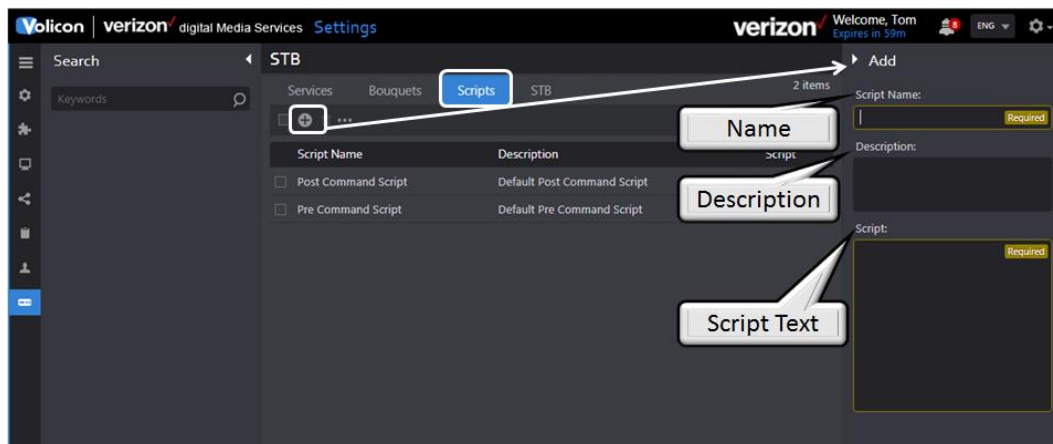 Volicon verizon digital Media Services Settings verizon Welcome, Tom
Expires in 59m 8 ENG
Search STB Add
Services Bouquets Scripts STB 2 items
Keywords
Script Name:
Required
Name
Description:
Script Name Description Script
Post Command Script Default Post Command Script
Pre Command Script Default Pre Command Script
Description
Script:
Required
Script Text